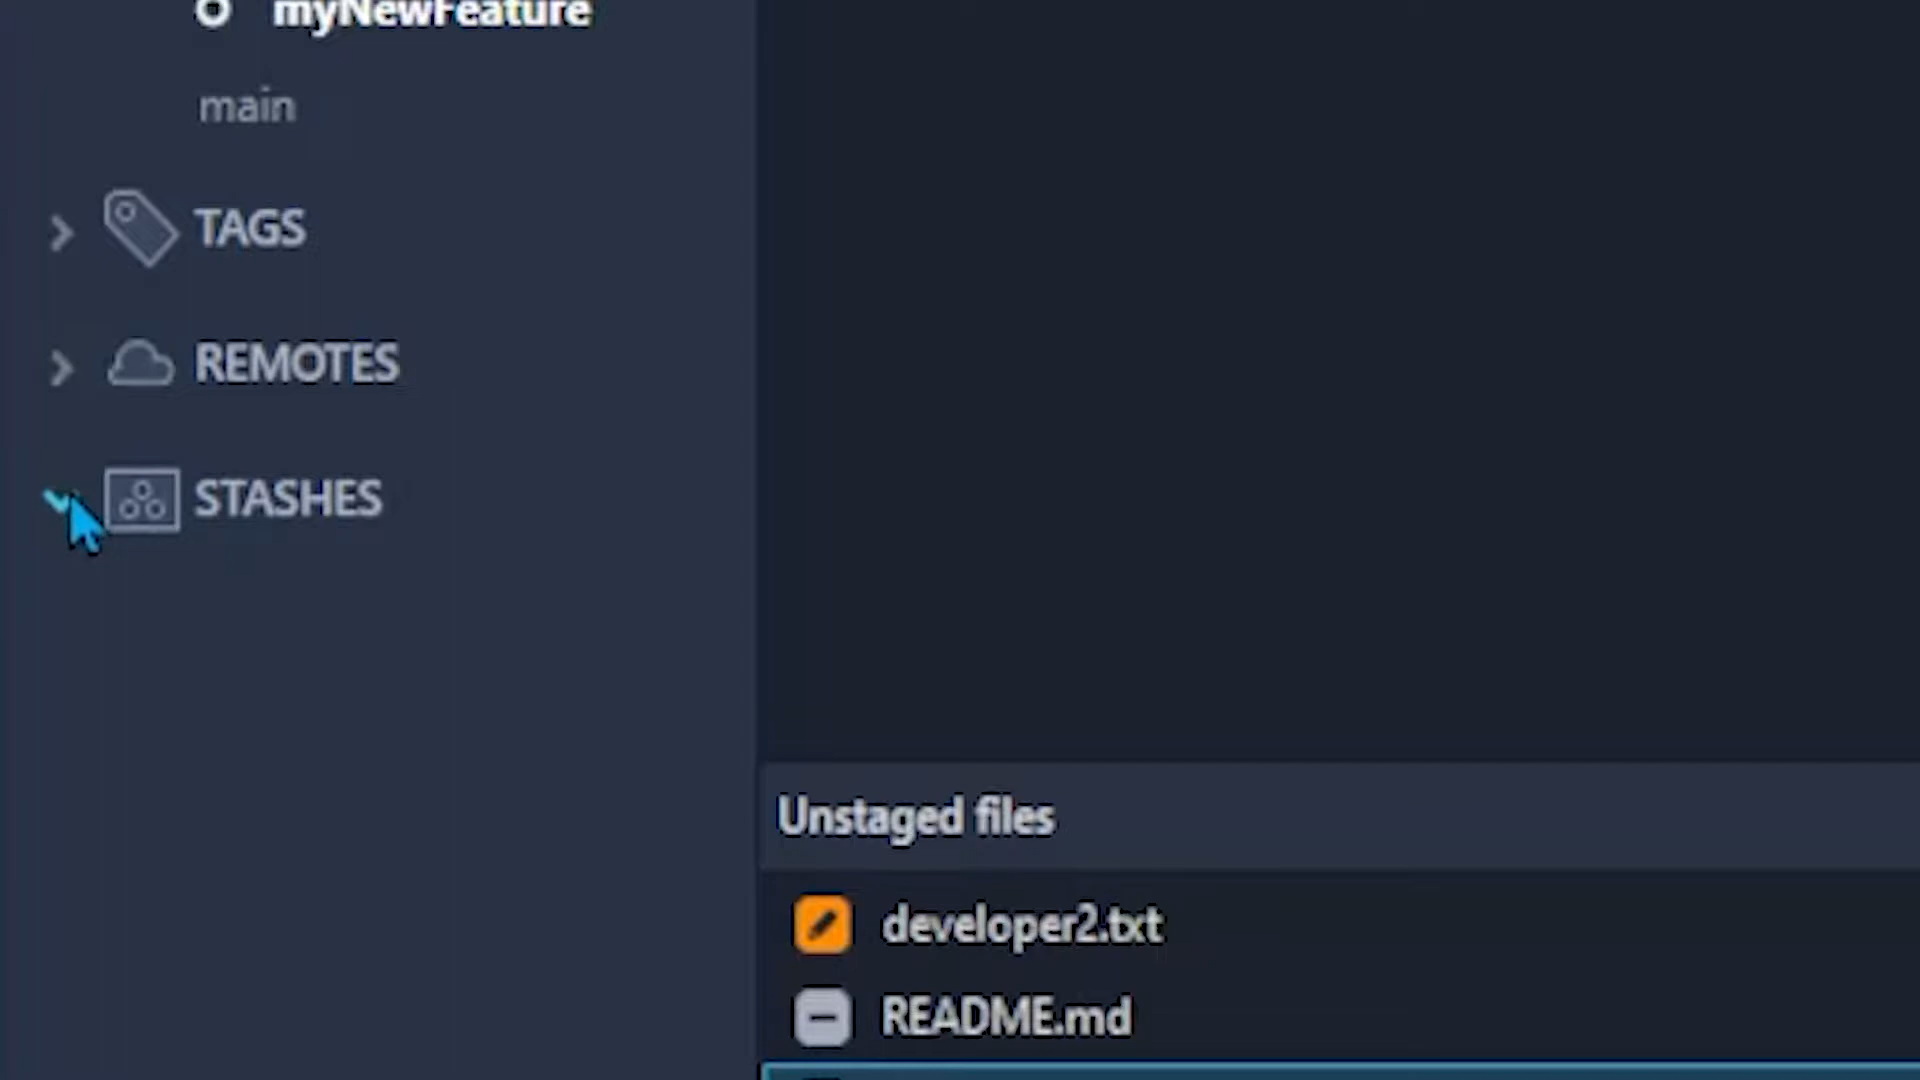 myNewFeature
main
TAGS
REMOTES
STASHES
Unstaged files
developer2.txt
README.md